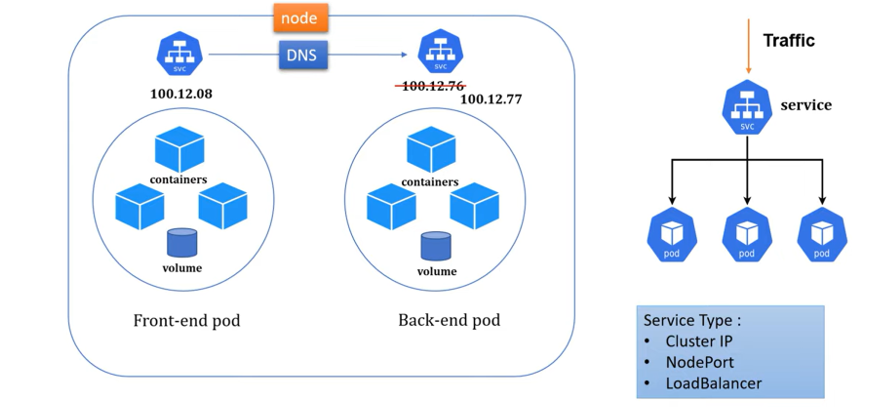 node
DNS
svc
svc
100.12.08
100.12.76
100.12.77
containers
volume
Front-end pod
containers
volume
Back-end pod
Traffic
svc
service
pod
pod
pod
Service Type :
• Cluster IP
• NodePort
• LoadBalancer